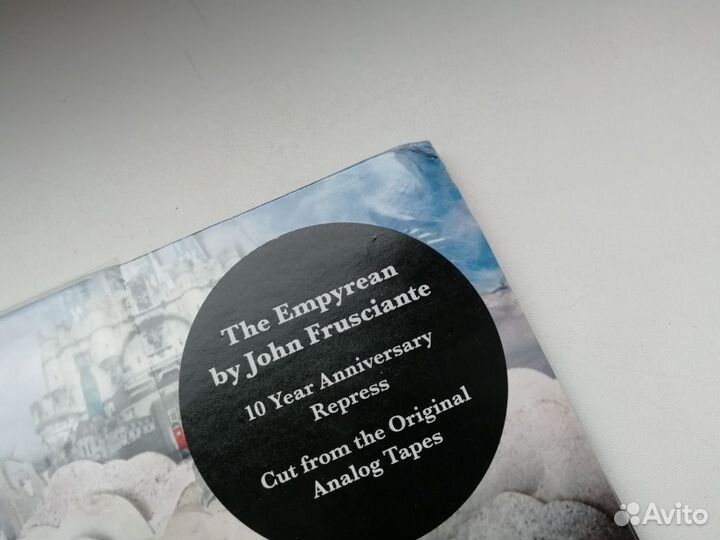 The Empyrean
by John Frusciante
10 Year Anniversary
Repress
Cut from the Original
Analog Tapes
Avito